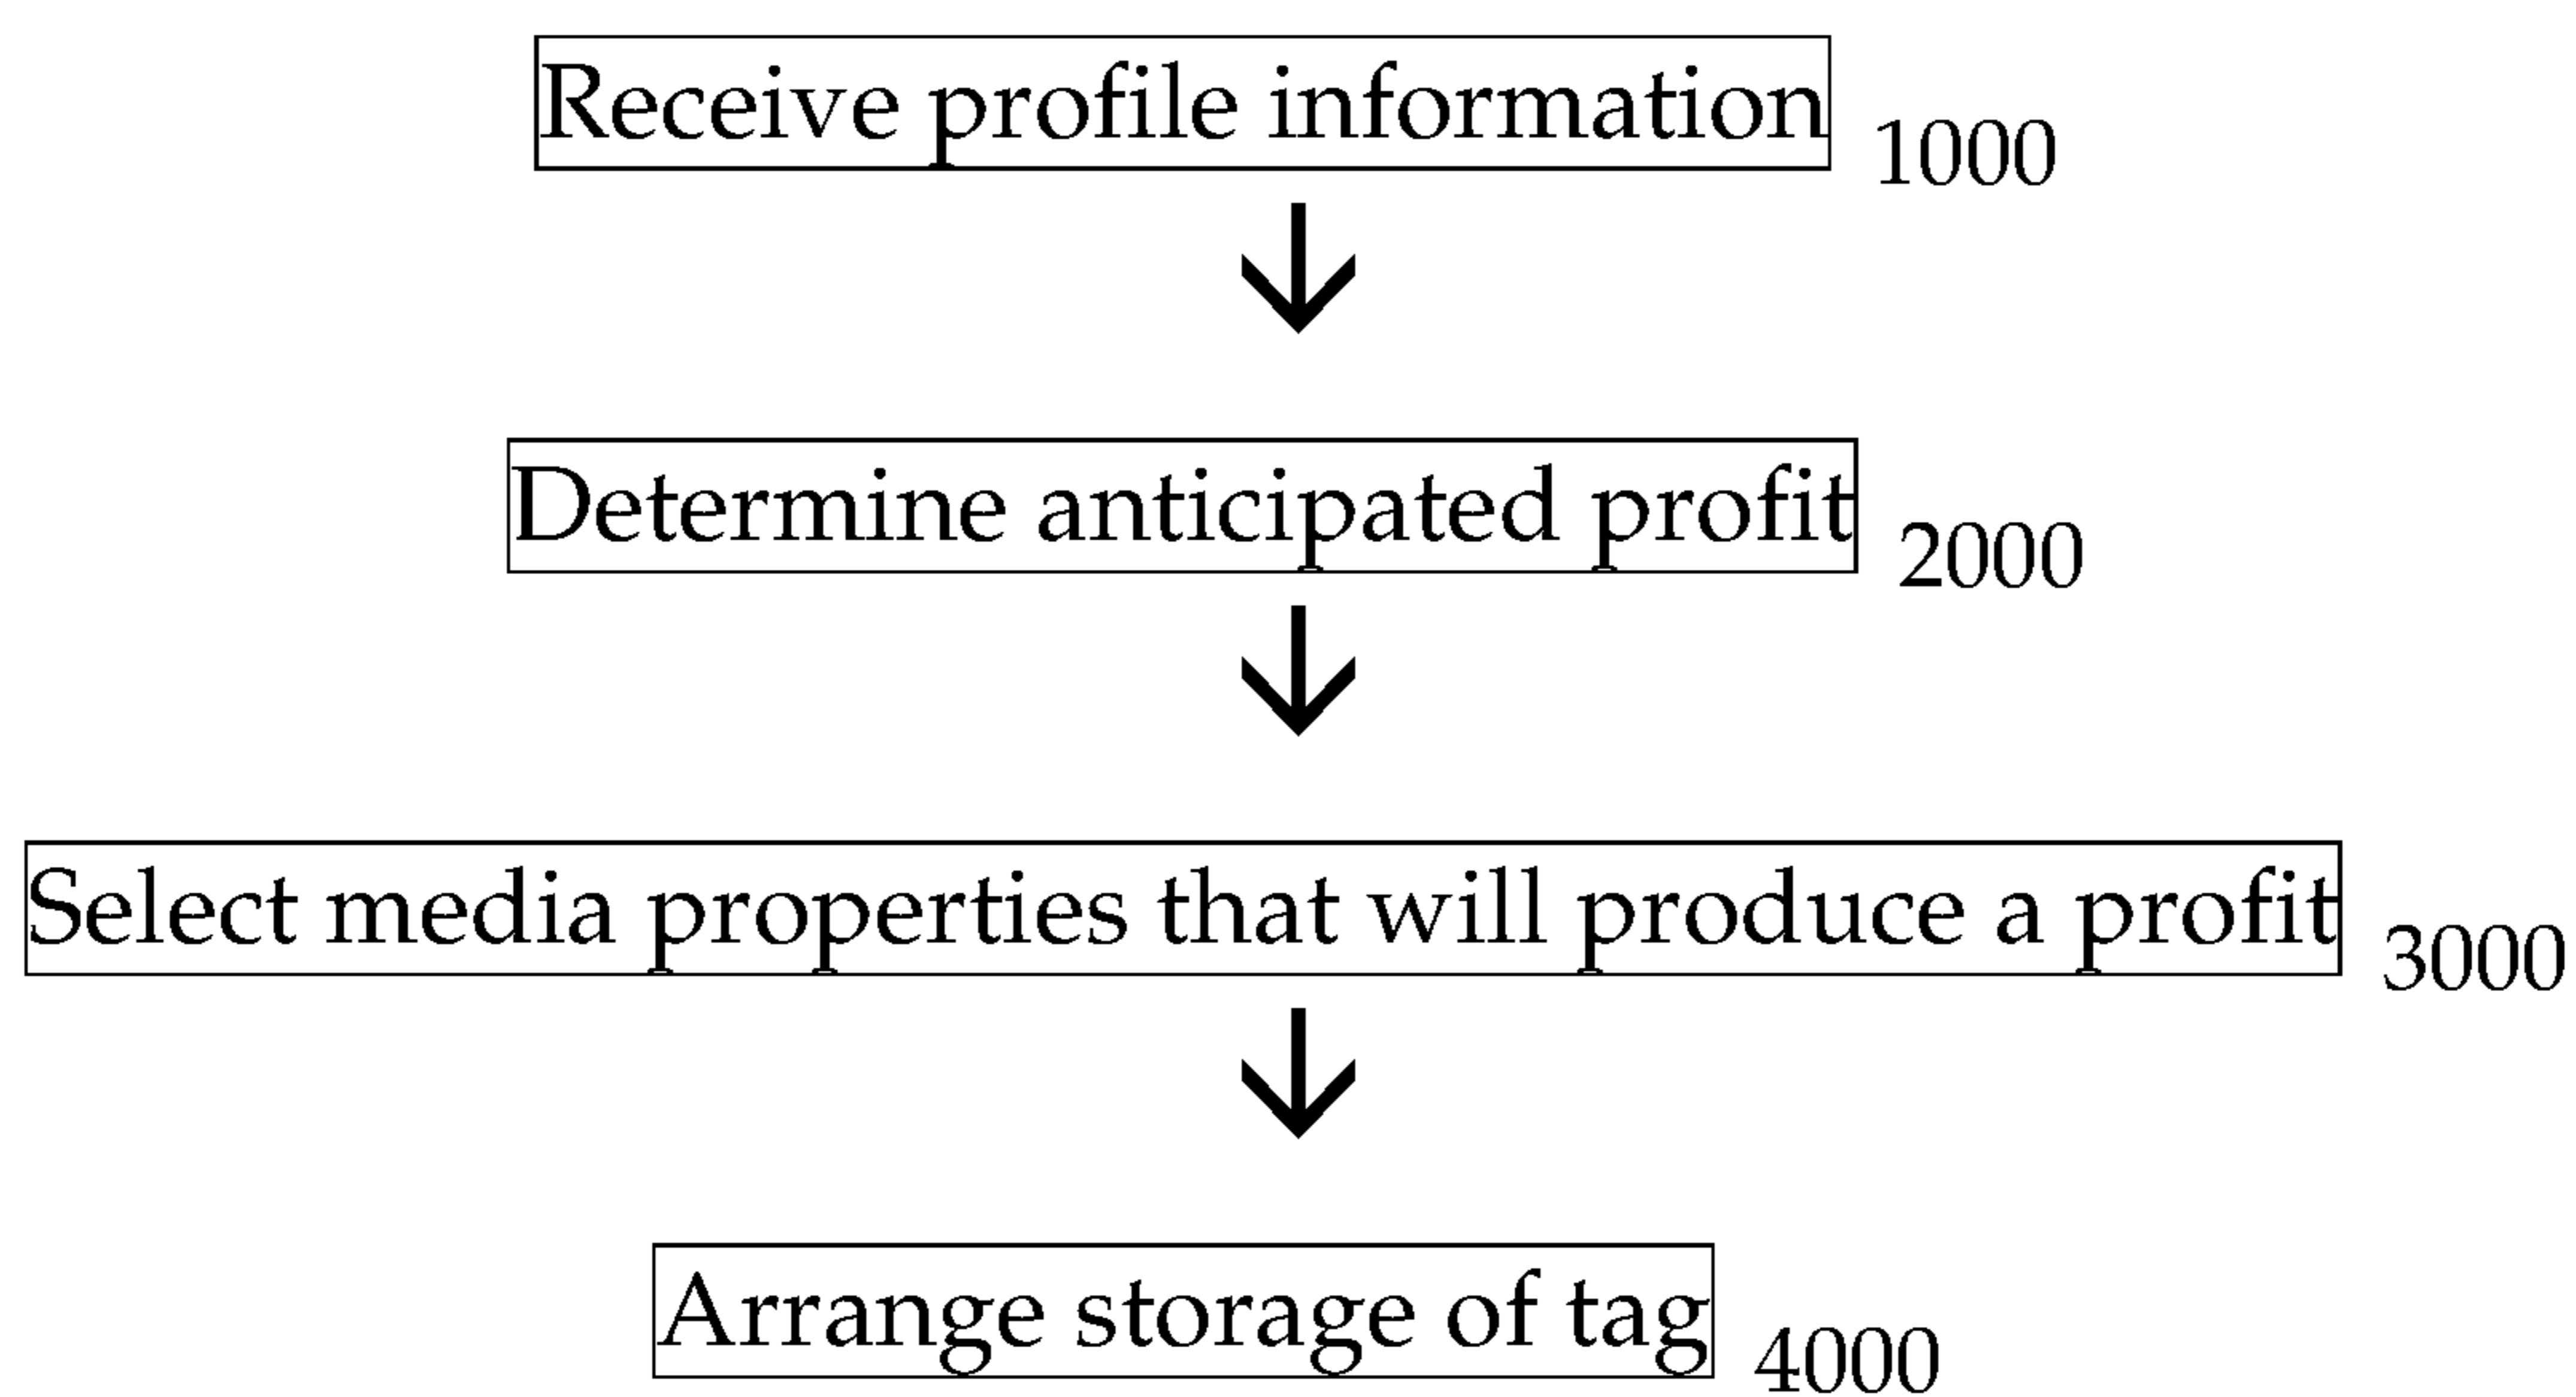 Receive profile information 1000
Determine anticipated profit 2000
Select media properties that will produce a profit 3000
Arrange storage of tag 4000